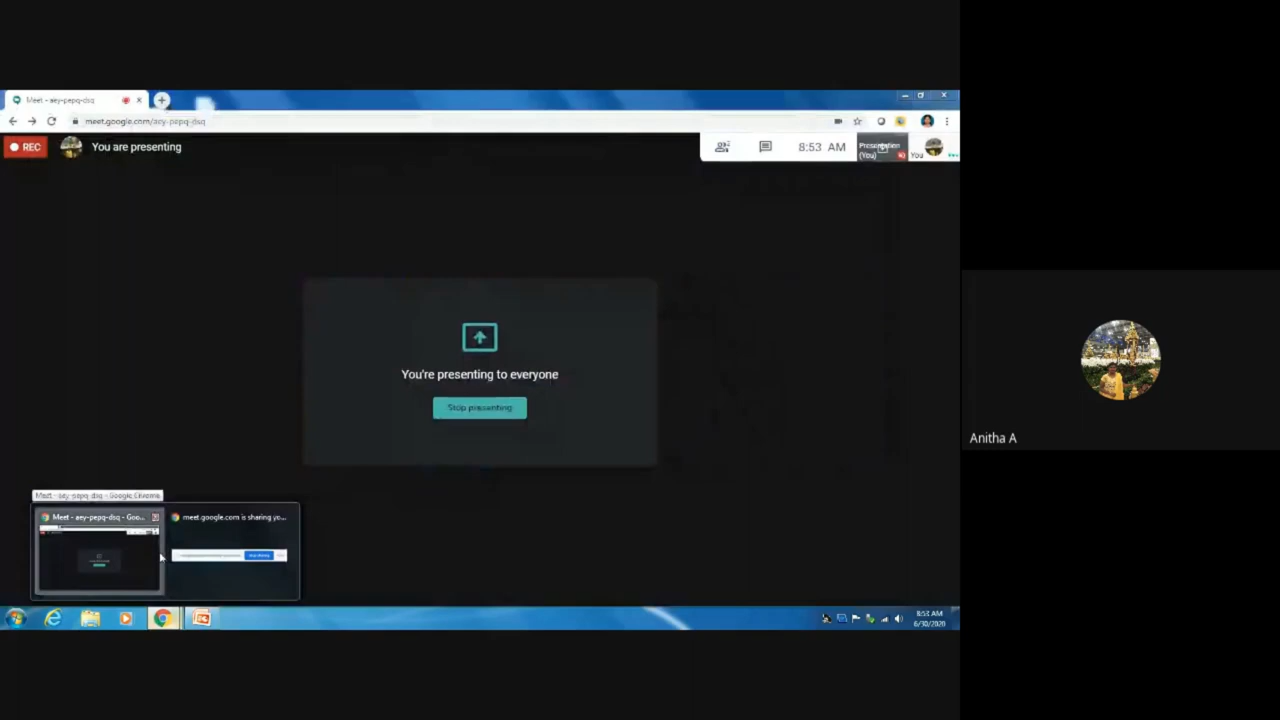 Meet - aey-pepq-dsq
meet.google.com/aey-pepq-dsq
REC
You are presenting
8:53 AM
Presentation
(You)
You
You're presenting to everyone
Stop presenting
Anitha A
Meet - aey-pepq-dsq - Google Chrome
Meet - aey-pepq-dsq - Goo...
meet.google.com is sharing yo...
8:53 AM
6/30/2020